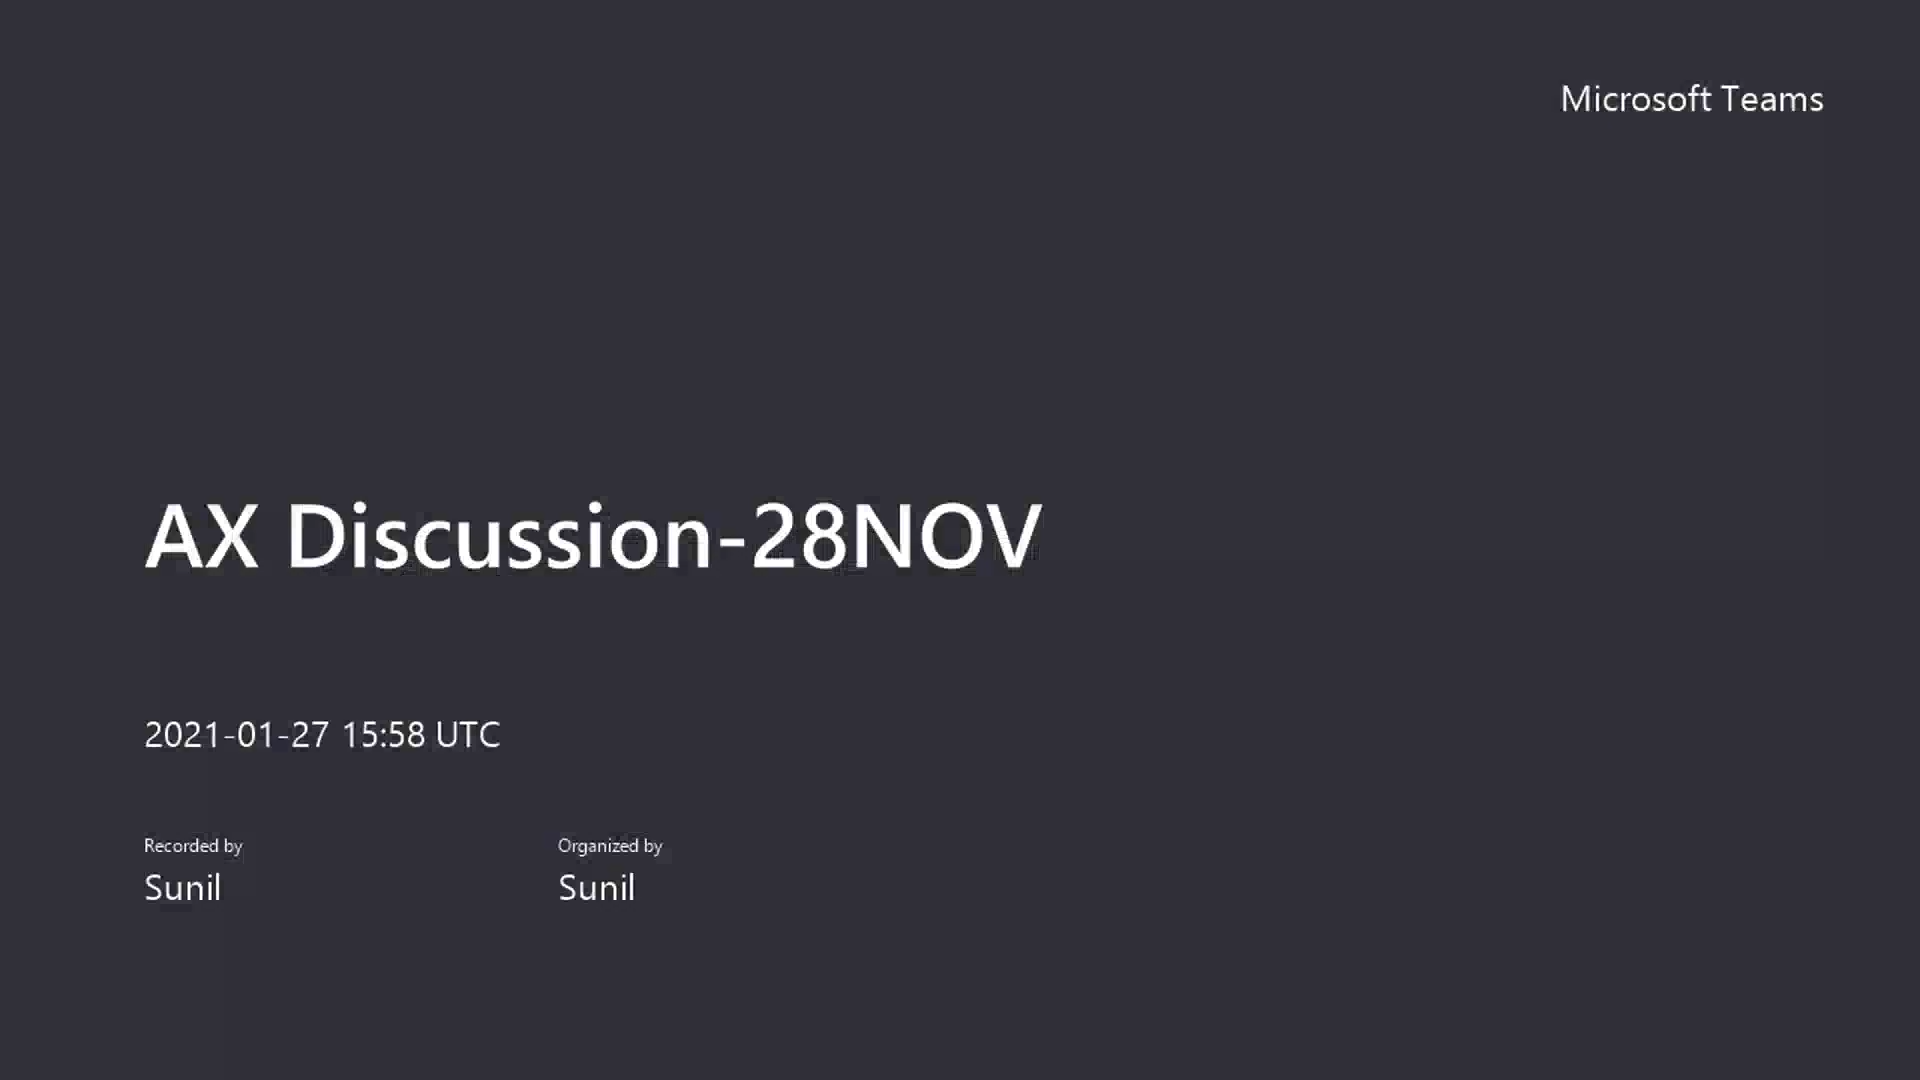 Microsoft Teams
AX Discussion-28NOV
2021-01-27 15:58 UTC
Recorded by
Organized by
Sunil
Sunil